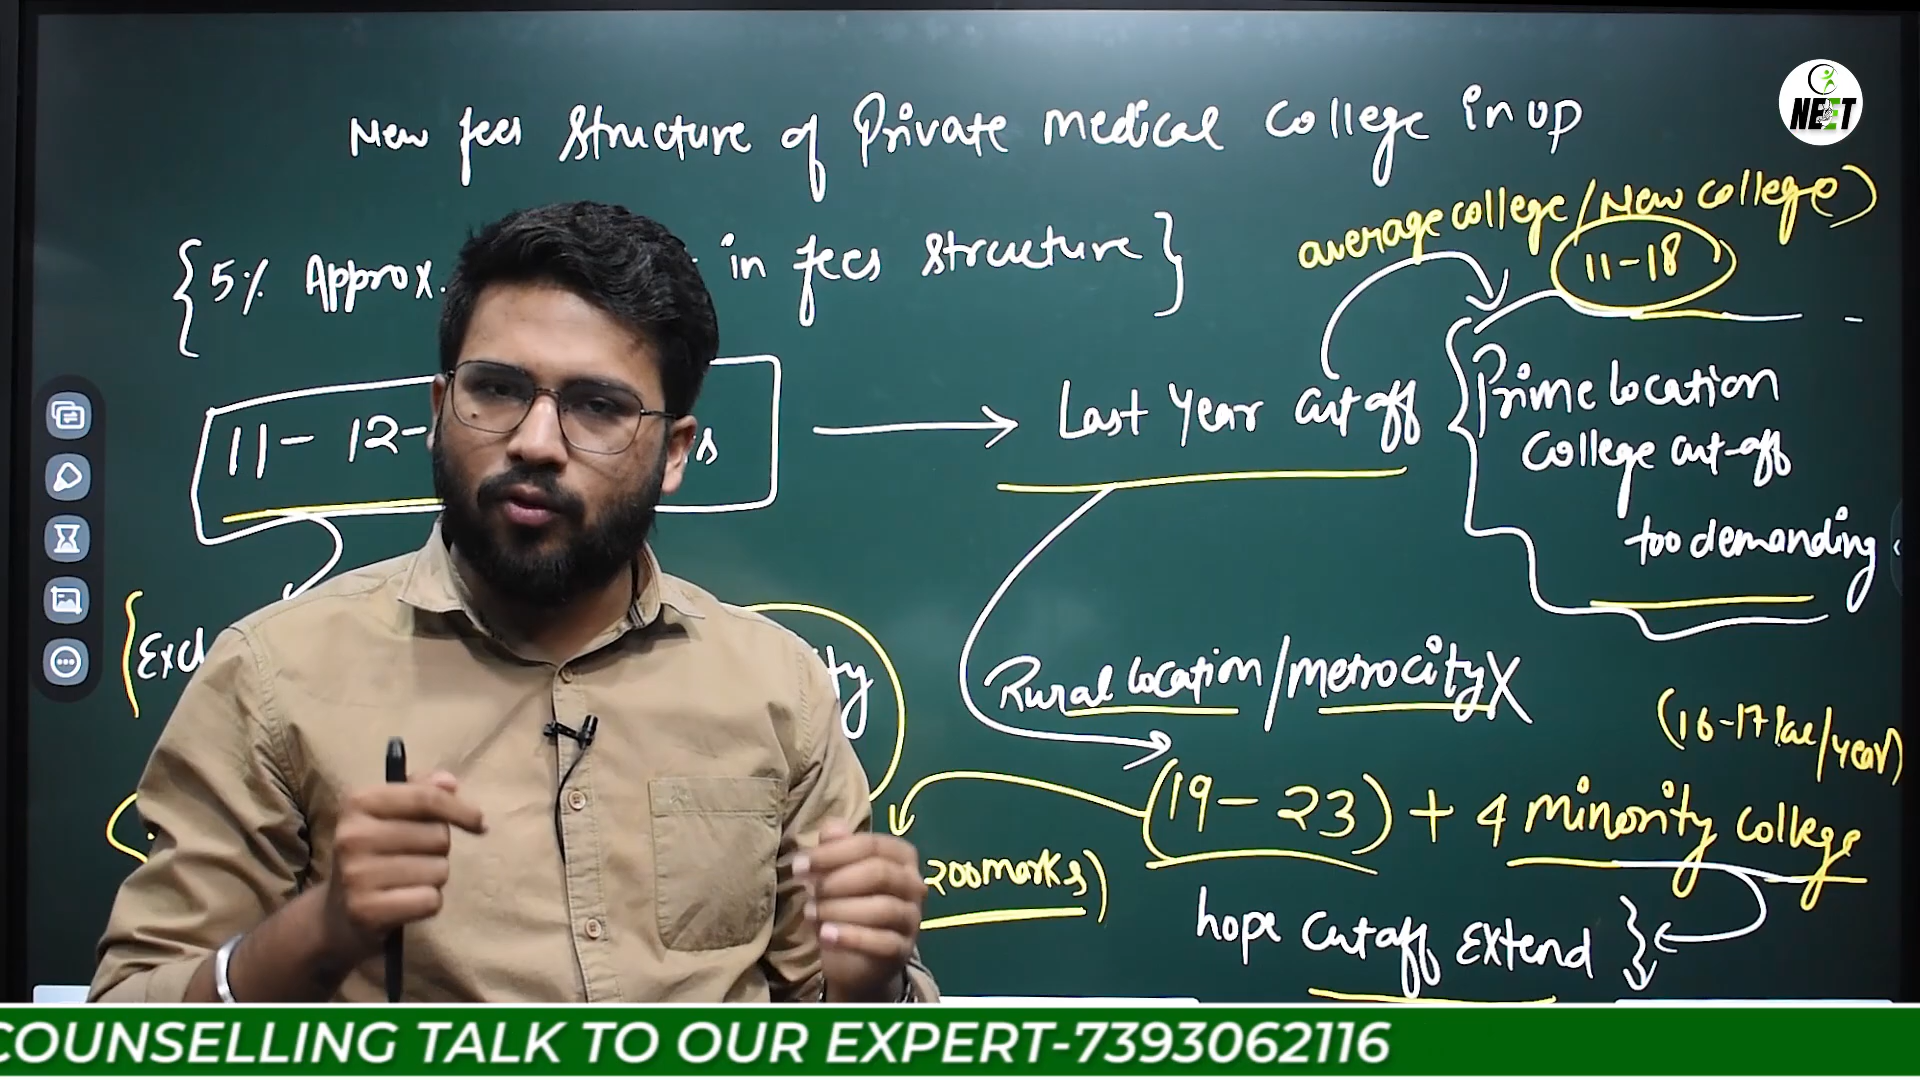 New fees structure of Private medical college in up
NEET
average college/New college)
11-18
{5% Approx. in fees structure}
11- 12-
Last Year cutoff
Prime location
college cut-off
too demanding
Rural location/metrocity X
(16-17 lac/year)
(19-23) + 4 minority college
200marks)
hope cutoff Extend
COUNSELLING TALK TO OUR EXPERT-7393062116